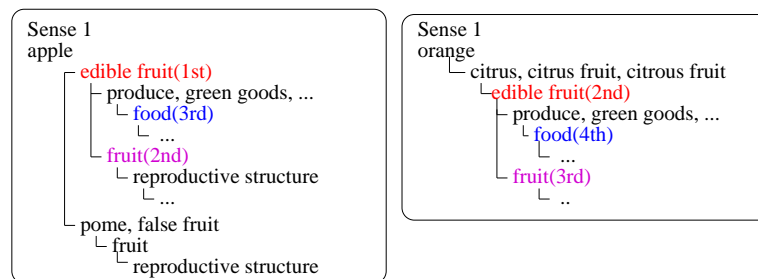 Sense 1
apple
edible fruit(1st)
produce, green goods, ...
food(3rd)
...
fruit(2nd)
reproductive structure
...
pome, false fruit
fruit
reproductive structure
Sense 1
orange
citrus, citrus fruit, citrous fruit
edible fruit(2nd)
produce, green goods, ...
food(4th)
...
fruit(3rd)
..